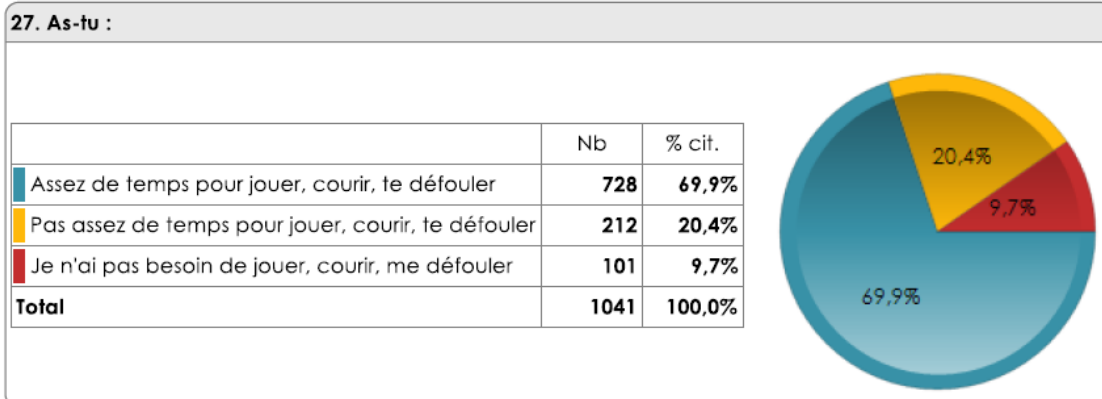 27. As-tu :
Nb % cit.
Assez de temps pour jouer, courir, te défouler 728 69,9%
Pas assez de temps pour jouer, courir, te défouler 212 20,4%
Je n'ai pas besoin de jouer, courir, me défouler 101 9,7%
Total 1041 100,0%
20,4%
9,7%
69,9%